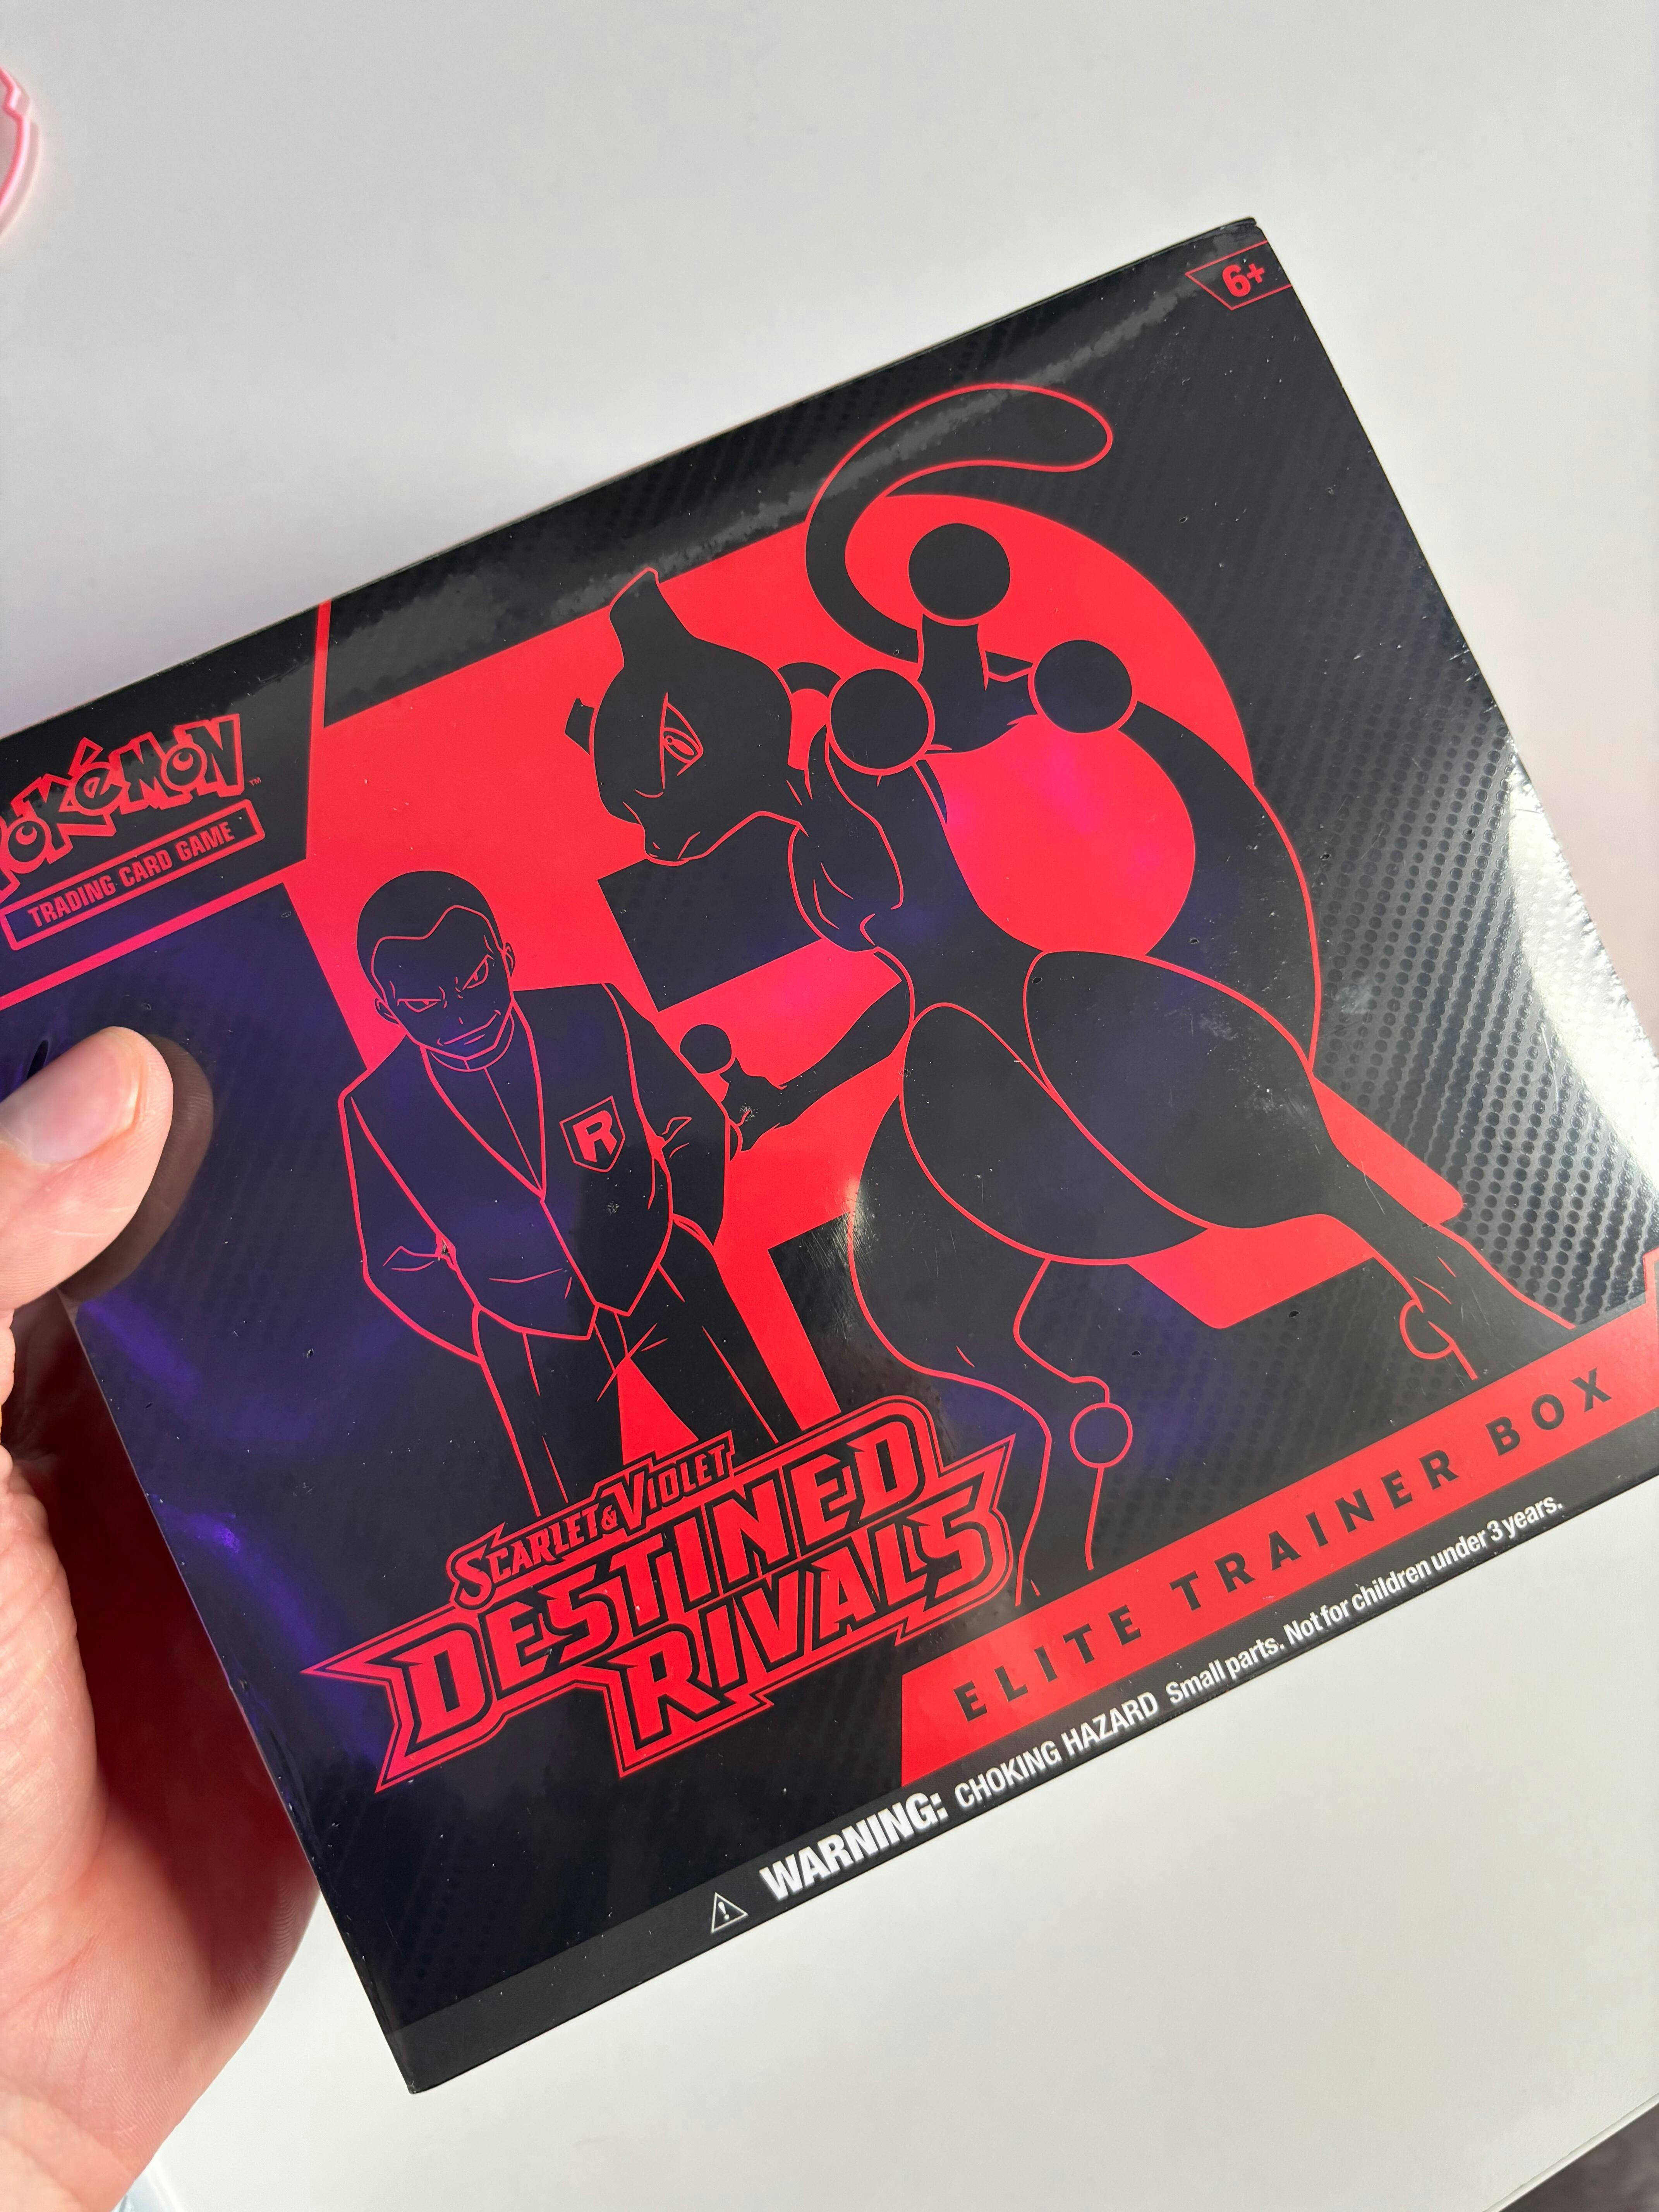 6+
Pokémon
TRADING CARD GAME
R
SCARLET & VIOLET
DESTINED
RIVALS
ELITE TRAINER BOX
WARNING: CHOKING HAZARD Small parts. Not for children under 3 years.